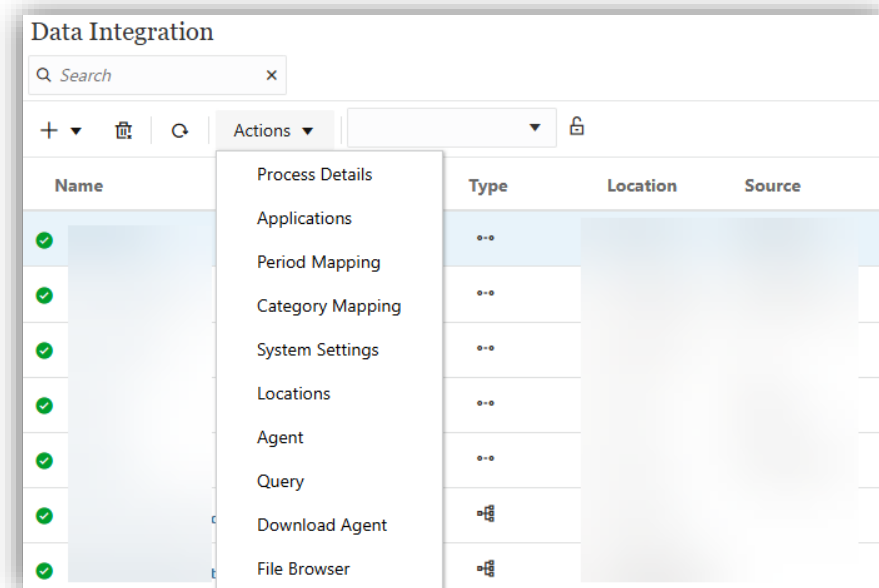 Data Integration
Search
Actions
Process Details
Name Type Location Source
Applications
Period Mapping
Category Mapping
System Settings
Locations
Agent
Query
Download Agent
File Browser